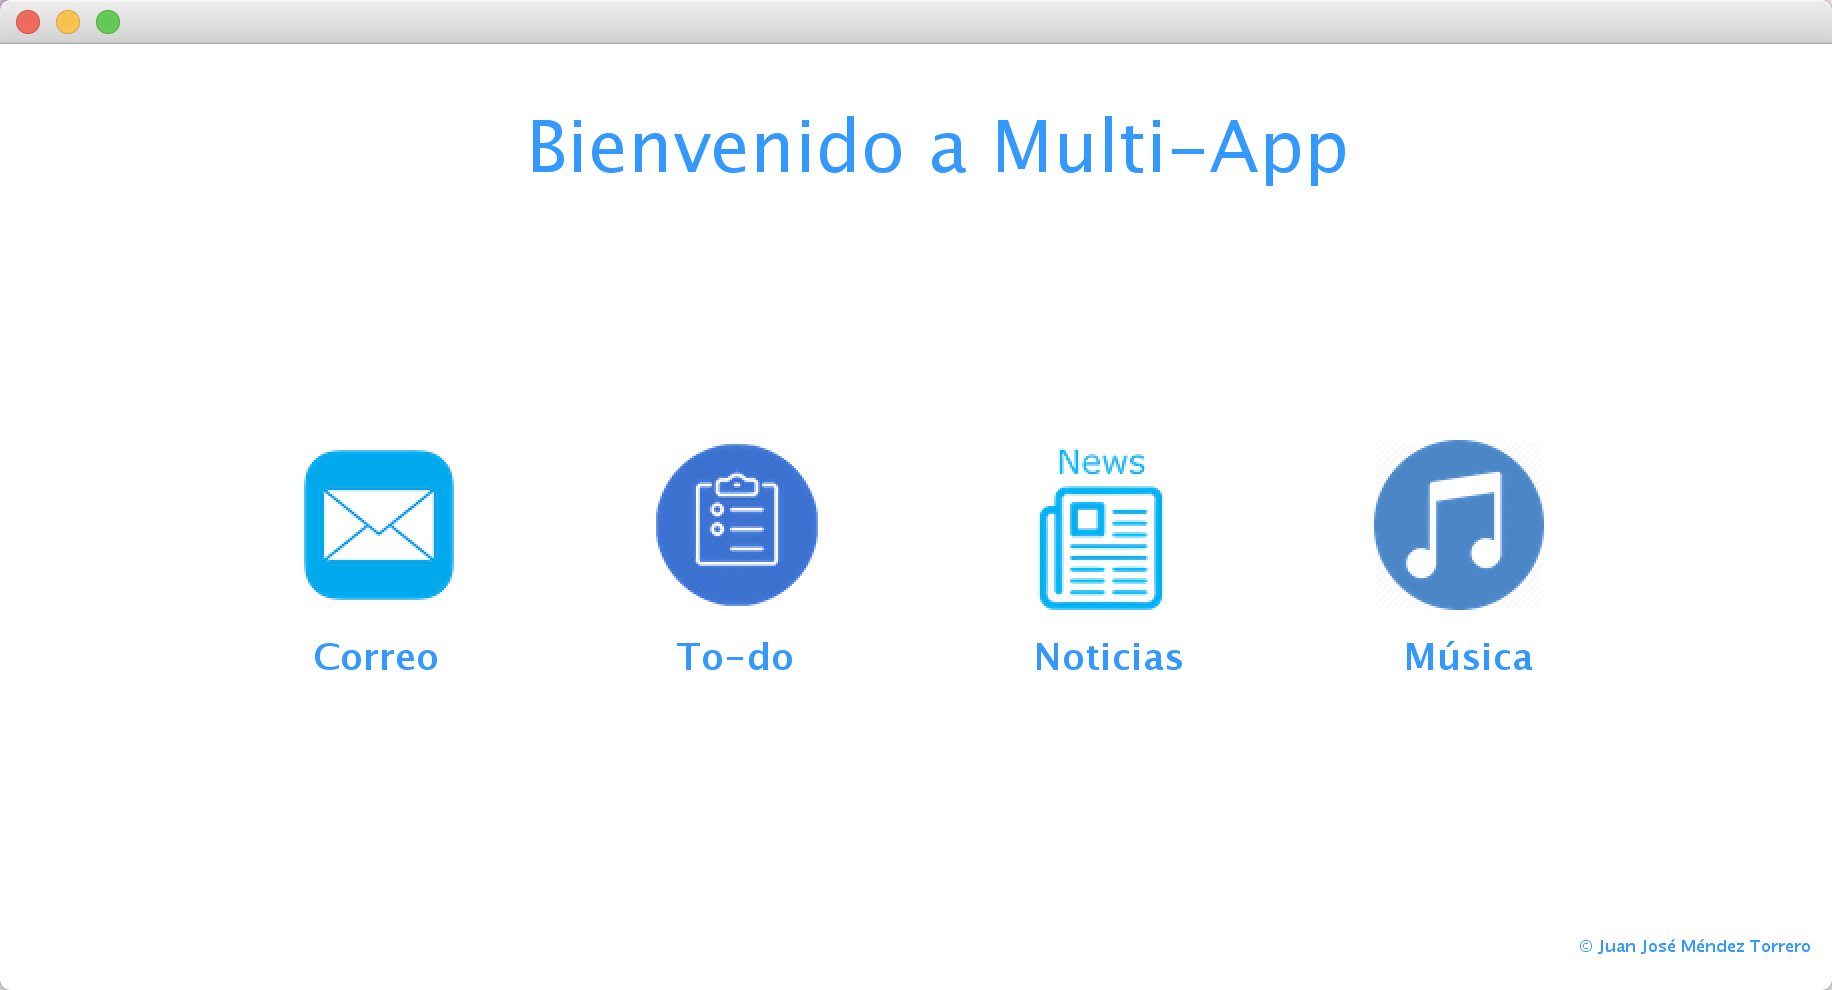 Bienvenido a Multi-App
News
Correo
To-do
Noticias
Música
© Juan José Méndez Torrero